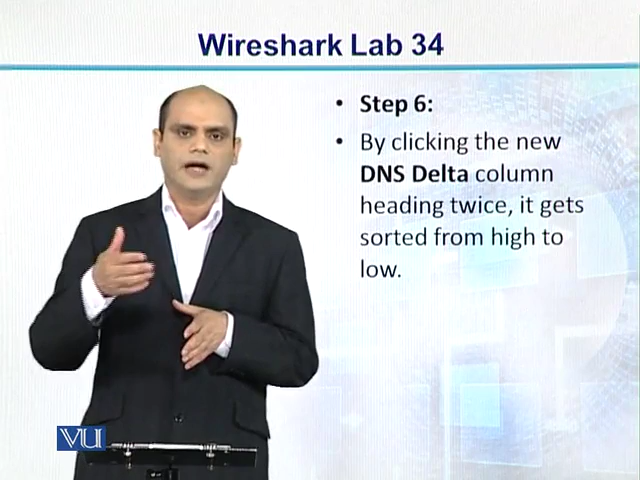 Wireshark Lab 34
• Step 6:
• By clicking the new
DNS Delta column
heading twice, it gets
sorted from high to
low.
VU